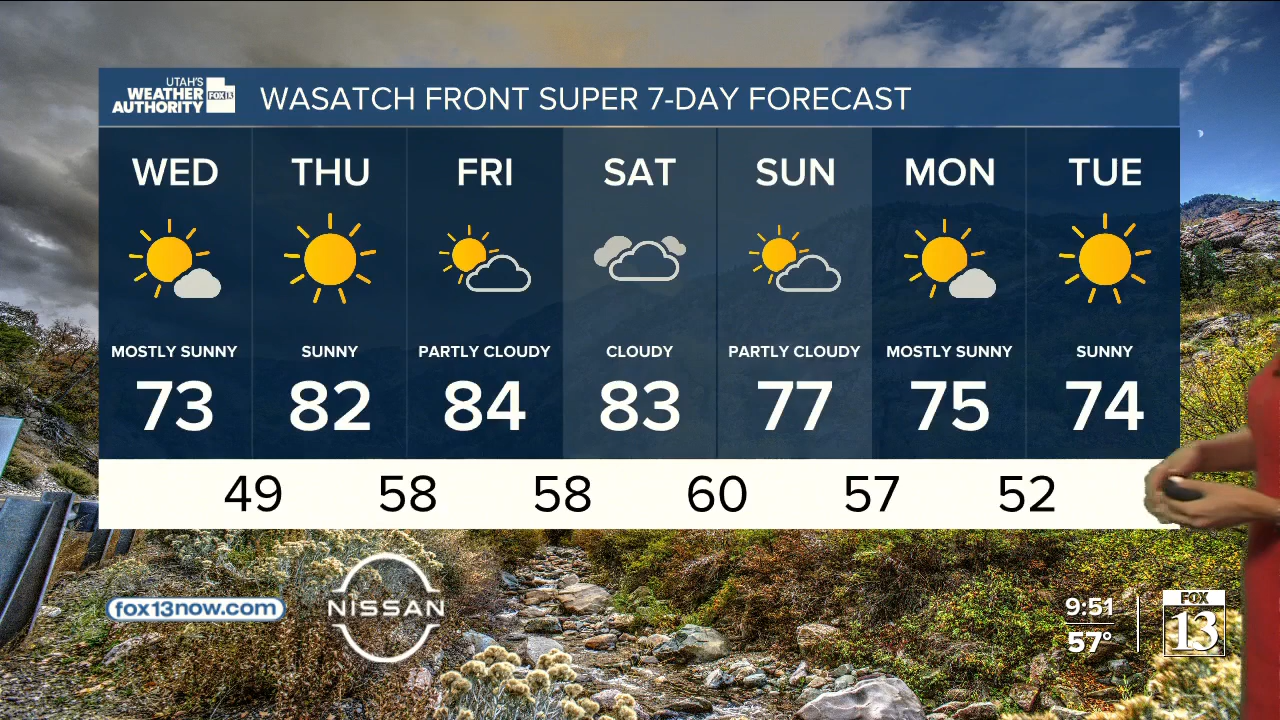 UTAH'S
WEATHER
AUTHORITY
FOX 13
WASATCH FRONT SUPER 7-DAY FORECAST
WED THU FRI SAT SUN MON TUE
MOSTLY SUNNY SUNNY PARTLY CLOUDY CLOUDY PARTLY CLOUDY MOSTLY SUNNY SUNNY
73 82 84 83 77 75 74
49 58 58 60 57 52
fox13now.com
NISSAN
9:51
57°
FOX
13